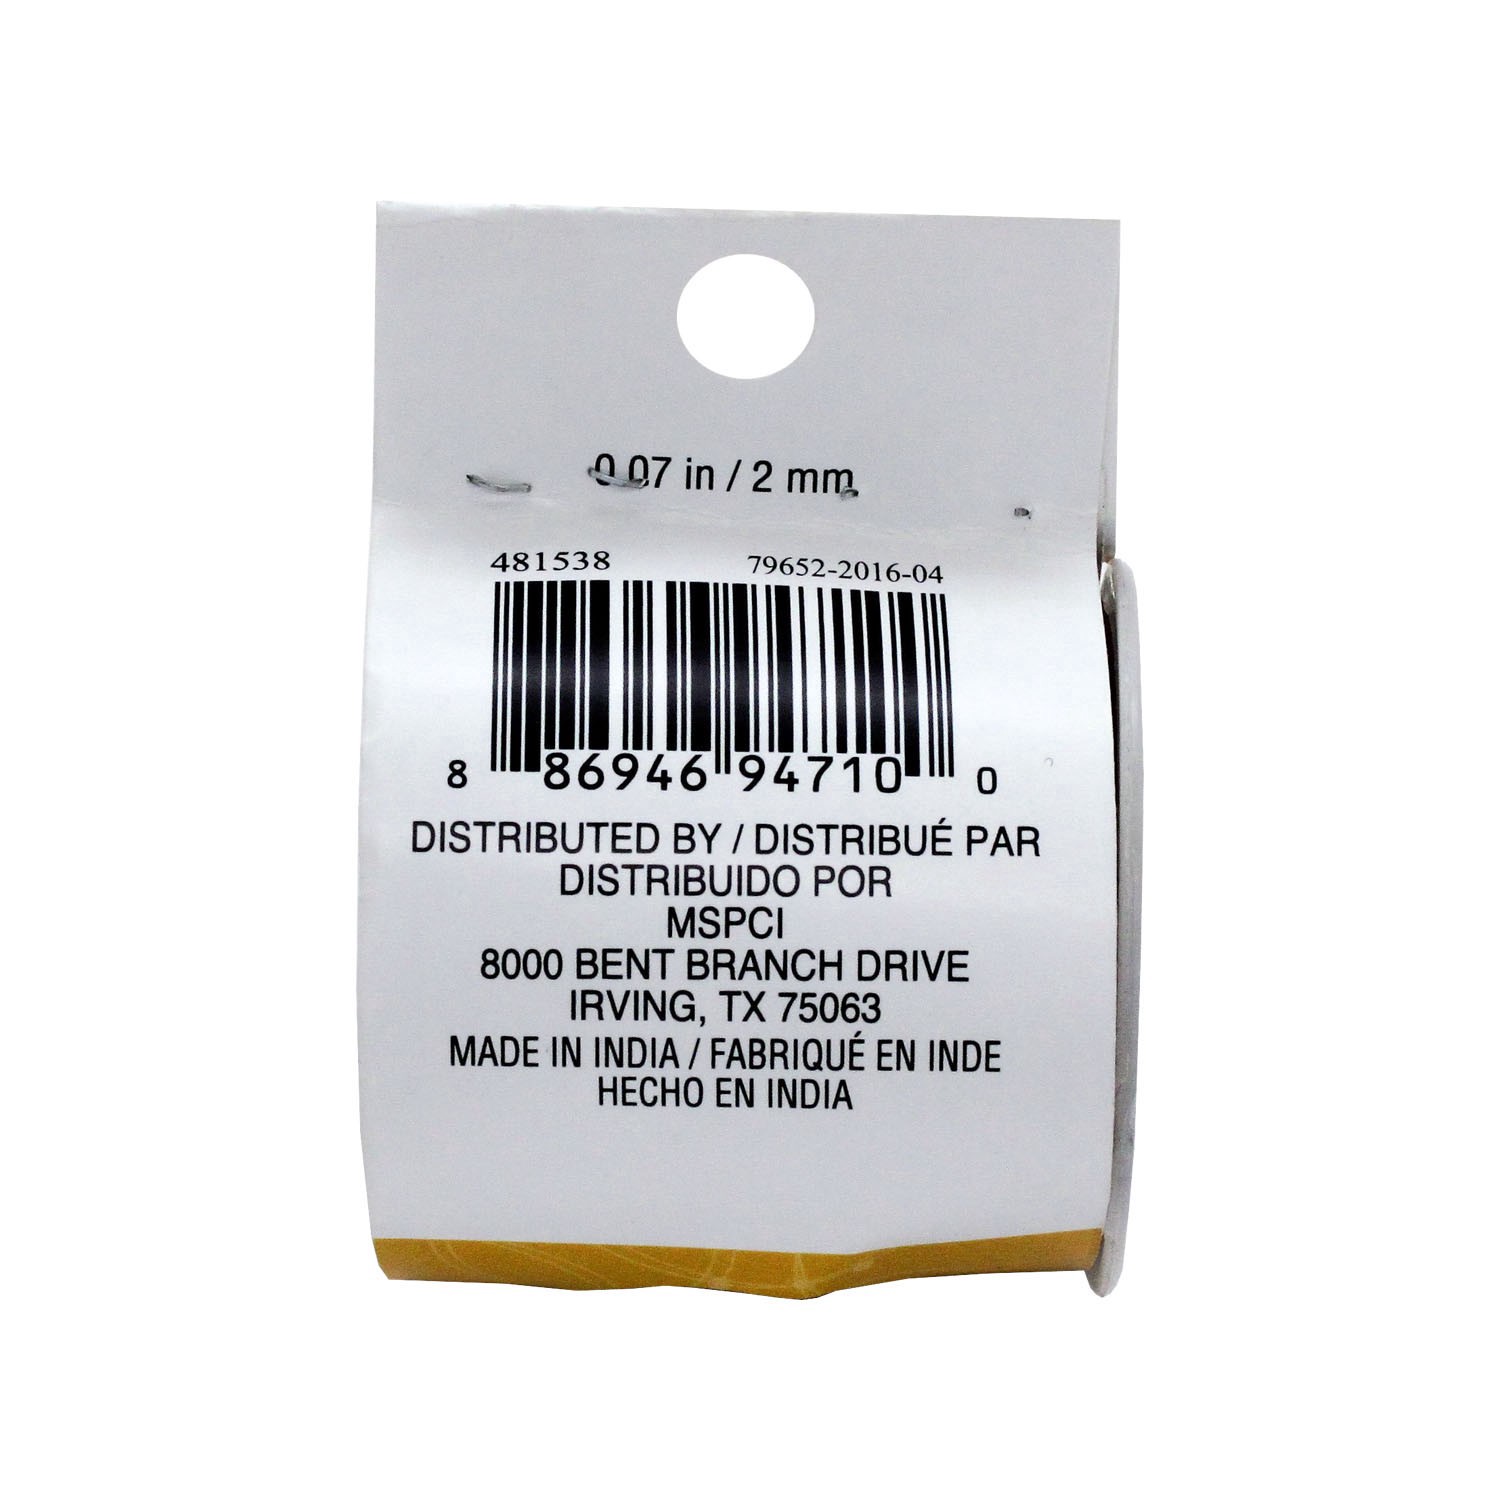 0.07 in / 2 mm
481538 79652-2016-04
8 86946 94710 0
DISTRIBUTED BY / DISTRIBUÉ PAR
DISTRIBUIDO POR
MSPCI
8000 BENT BRANCH DRIVE
IRVING, TX 75063
MADE IN INDIA / FABRIQUÉ EN INDE
HECHO EN INDIA